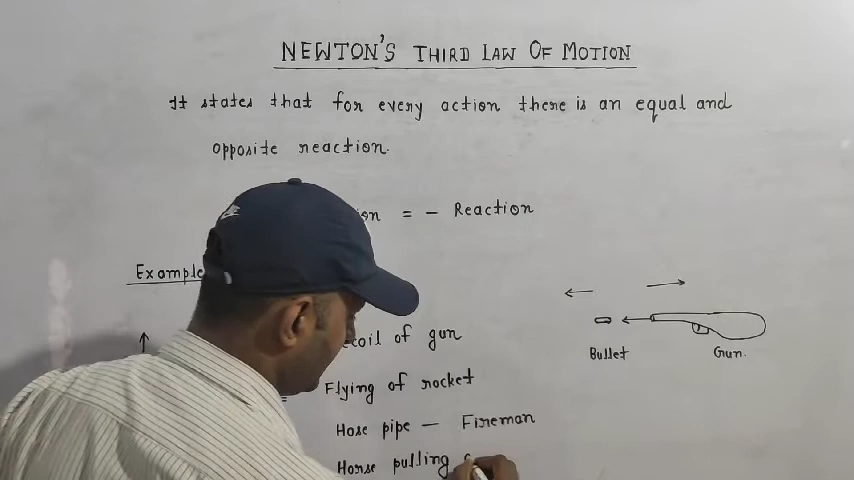 NEWTON'S THIRD LAW OF MOTION
It states that for every action there is an equal and
opposite reaction.
= - Reaction
Example
of gun
Flying of rocket
Hose pipe - Fireman
Horse pulling
Bullet
Gun.